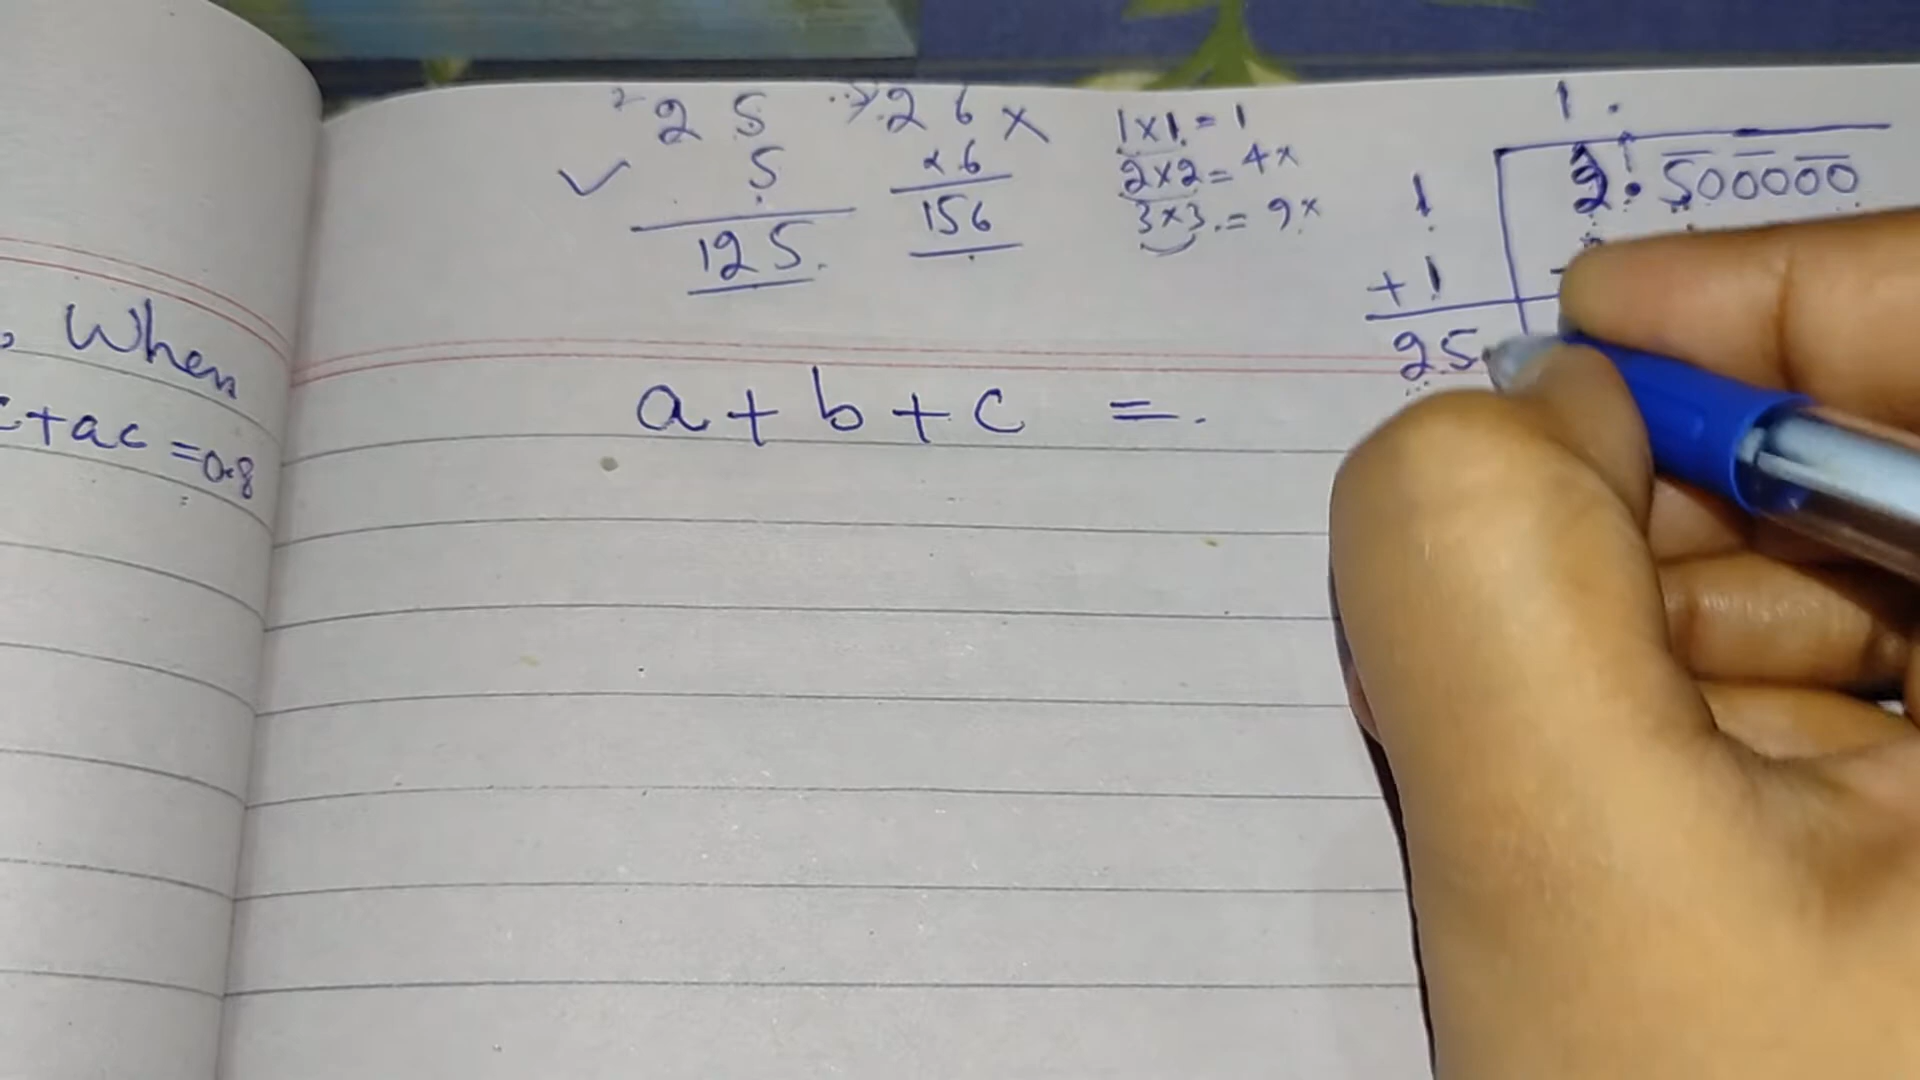 , When
c+ac =0.8
2 25
5
125
✓
26 ×
×6
156
1×1 = 1
2×2 = 4×
3×3 = 9×
1.
2.500000
1
+1
25
a + b + c =